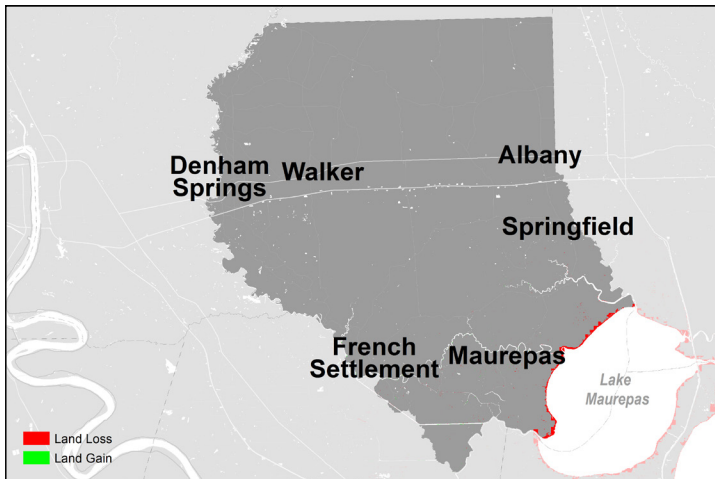 Albany
Denham
Springs
Walker
Springfield
French
Settlement
Maurepas
Lake
Maurepas
Land Loss
Land Gain